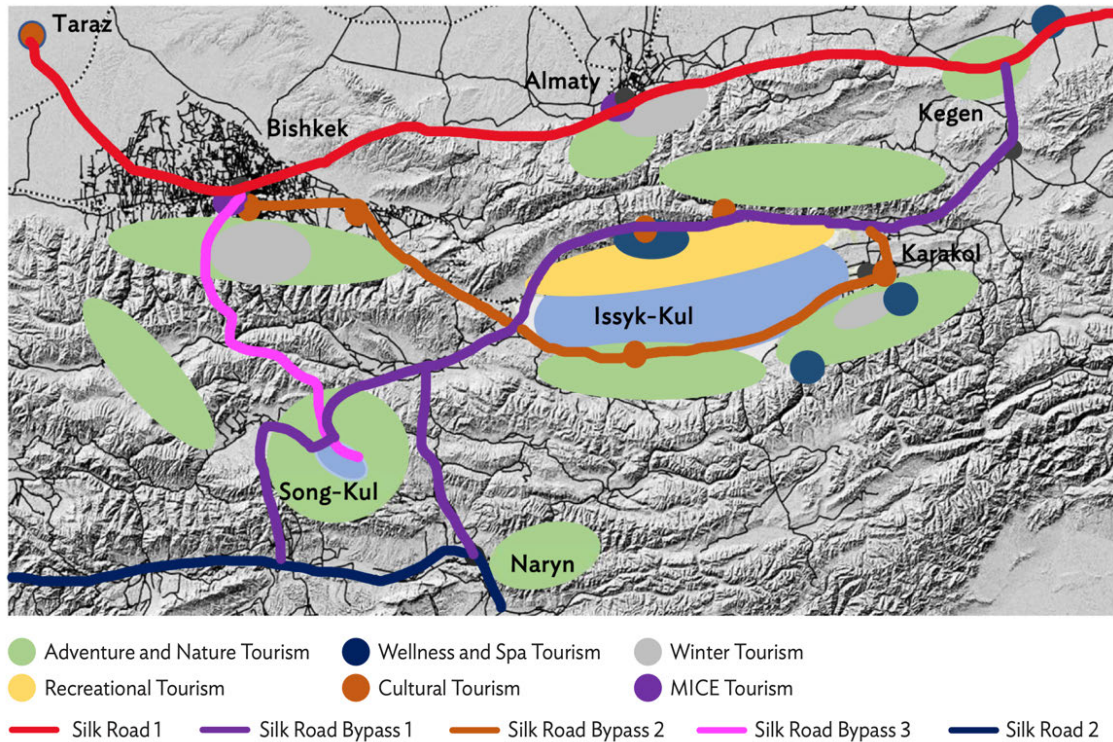 Taraz
Almaty
Bishkek
Kegen
Karakol
Issyk-Kul
Song-Kul
Naryn
Adventure and Nature Tourism
Wellness and Spa Tourism
Winter Tourism
Recreational Tourism
Cultural Tourism
MICE Tourism
Silk Road 1
Silk Road Bypass 1
Silk Road Bypass 2
Silk Road Bypass 3
Silk Road 2